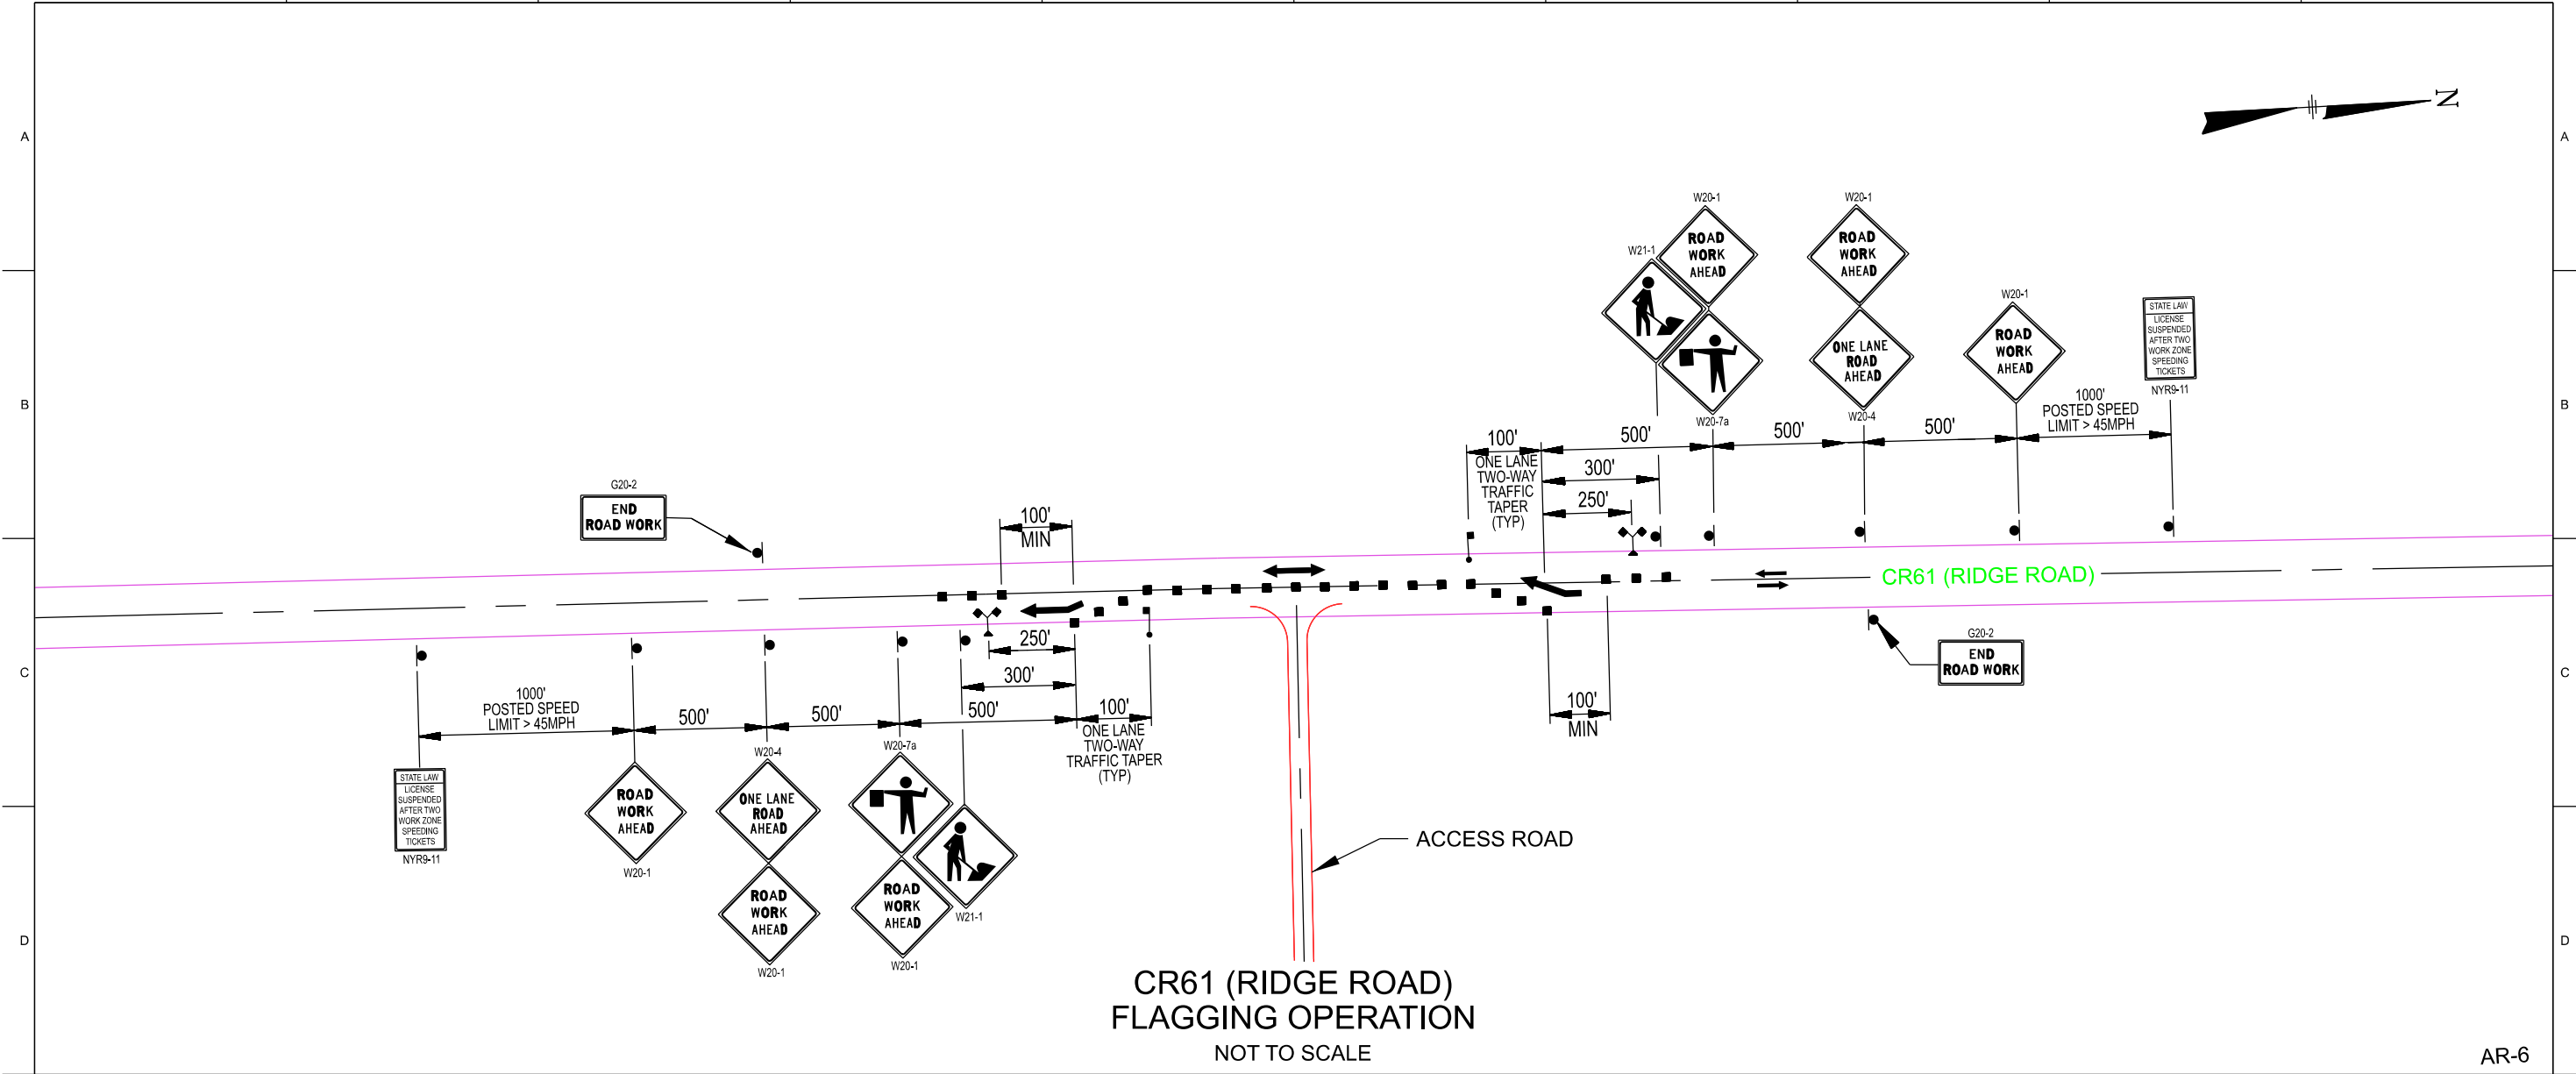 A
A
B
B
C
C
D
D
N
W20-1
ROAD
WORK
AHEAD
W21-1
W20-7a
W20-1
ROAD
WORK
AHEAD
ONE LANE
ROAD
AHEAD
W20-4
W20-1
ROAD
WORK
AHEAD
STATE LAW
LICENSE
SUSPENDED
AFTER TWO
WORK ZONE
SPEEDING
TICKETS
NYR9-11
1000'
POSTED SPEED
LIMIT > 45MPH
500'
500'
500'
100'
ONE LANE
TWO-WAY
TRAFFIC
TAPER
(TYP)
300'
250'
G20-2
END
ROAD WORK
100'
MIN
CR61 (RIDGE ROAD)
G20-2
END
ROAD WORK
100'
MIN
250'
300'
500'
100'
ONE LANE
TWO-WAY
TRAFFIC TAPER
(TYP)
500'
500'
1000'
POSTED SPEED
LIMIT > 45MPH
STATE LAW
LICENSE
SUSPENDED
AFTER TWO
WORK ZONE
SPEEDING
TICKETS
NYR9-11
ROAD
WORK
AHEAD
W20-1
W20-4
ONE LANE
ROAD
AHEAD
ROAD
WORK
AHEAD
W20-1
W20-7a
ROAD
WORK
AHEAD
W20-1
W21-1
ACCESS ROAD
CR61 (RIDGE ROAD)
FLAGGING OPERATION
NOT TO SCALE
AR-6